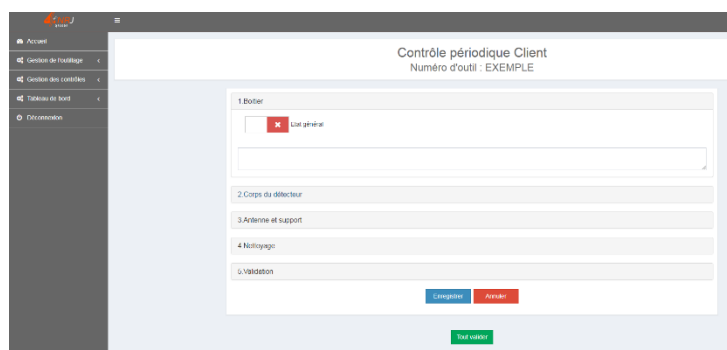 Accueil
Gestion de l'outillage
Gestion des contrôles
Tableau de bord
Déconnexion
Contrôle périodique Client
Numéro d'outil : EXEMPLE
1.Boitier
Etat général
2.Corps du détecteur
3.Antenne et support
4.Nettoyage
5.Validation
Enregistrer Annuler
Tout valider